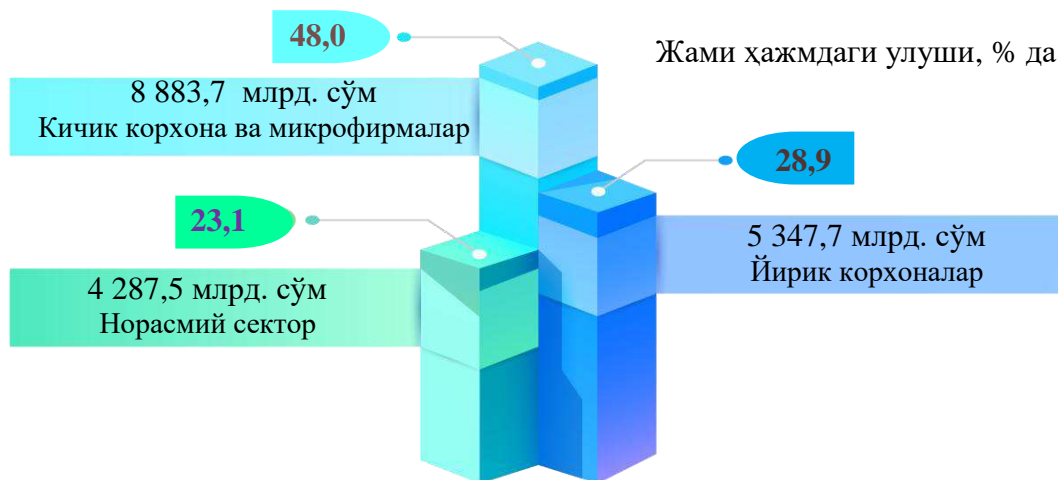 48,0
Жами ҳажмдаги улуши, % да
8 883,7 млрд. сўм
Кичик корхона ва микрофирмалар
28,9
23,1
5 347,7 млрд. сўм
Йирик корхоналар
4 287,5 млрд. сўм
Норасмий сектор